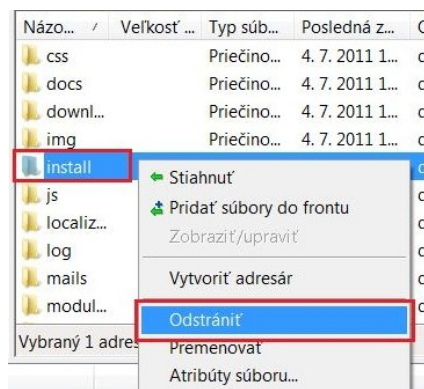 Názo... Veľkosť ... Typ súb... Posledná z...
css Priečino... 4. 7. 2011 1...
docs Priečino... 4. 7. 2011 1...
downl... Priečino... 4. 7. 2011 1...
img Priečino... 4. 7. 2011 1...
install
js
localiz...
log
mails
modul...
Stiahnuť
Pridať súbory do frontu
Zobraziť/upraviť
Vytvoriť adresár
Odstrániť
Premenovať
Atribúty súboru...
Vybraný 1 adres